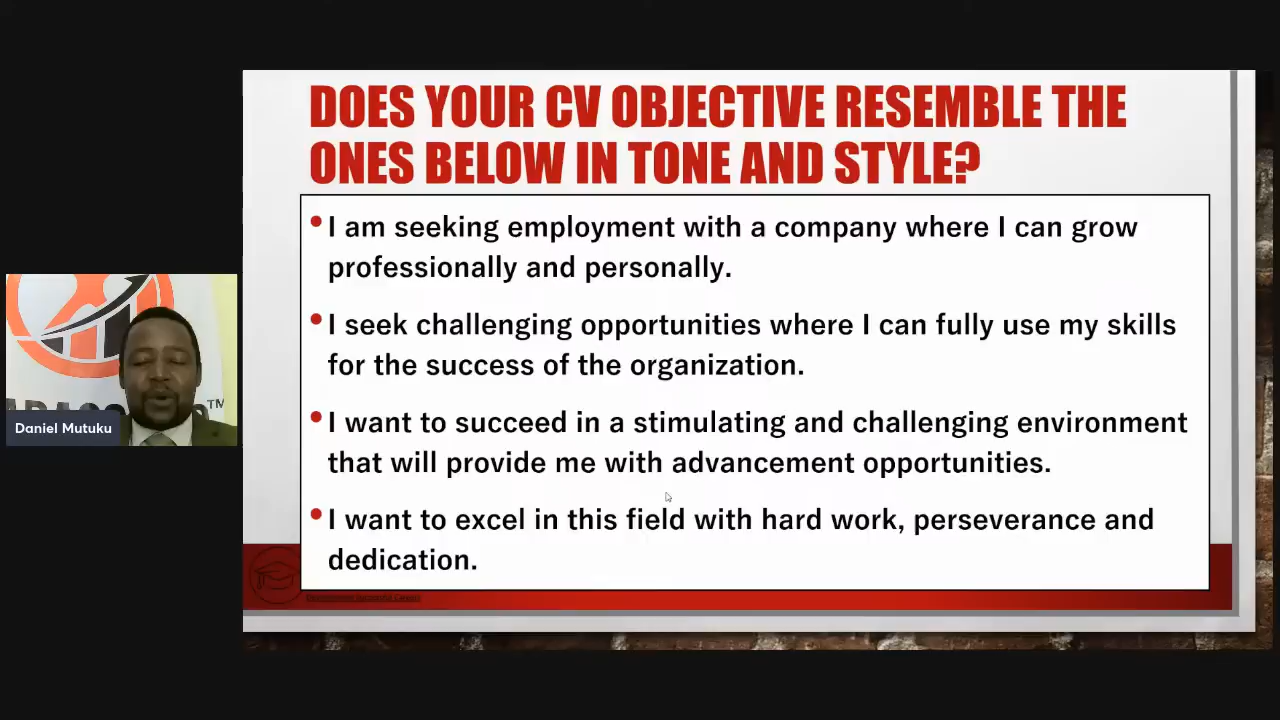 DOES YOUR CV OBJECTIVE RESEMBLE THE
ONES BELOW IN TONE AND STYLE?
•I am seeking employment with a company where I can grow
professionally and personally.
•I seek challenging opportunities where I can fully use my skills
for the success of the organization.
•I want to succeed in a stimulating and challenging environment
that will provide me with advancement opportunities.
•I want to excel in this field with hard work, perseverance and
dedication.
TM
Daniel Mutuku